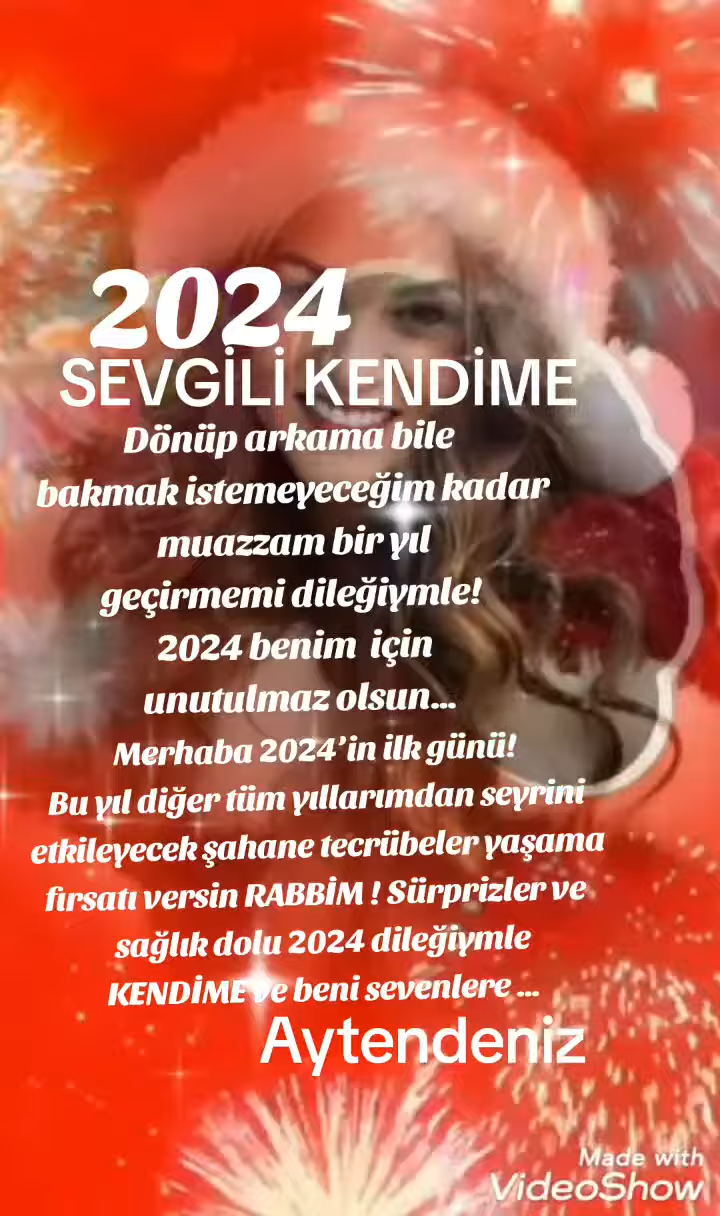 2024
SEVGİLİ KENDİME
Dönüp arkama bile
bakmak istemeyeceğim kadar
muazzam bir yıl
geçirmemi dileğiymle!
2024 benim için
unutulmaz olsun...
Merhaba 2024'in ilk günü!
Bu yıl diğer tüm yıllarımdan seyrini
etkileyecek şahane tecrübeler yaşama
fırsatı versin RABBİM ! Sürprizler ve
sağlık dolu 2024 dileğiymle
KENDİME ve beni sevenlere ...
Aytendeniz
Made with
VideoShow